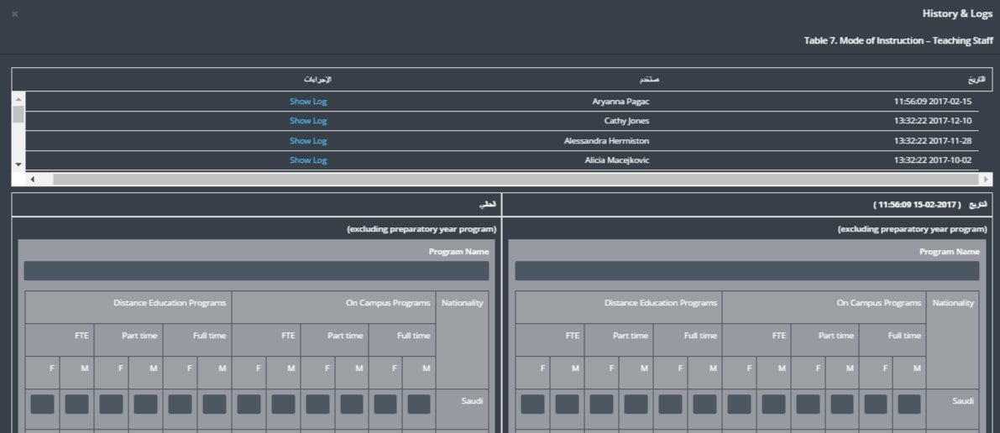 ×
History & Logs
Table 7. Mode of Instruction – Teaching Staff
التاريخ مستخدم الإجراءات
11:56:09 2017-02-15 Aryanna Pagac Show Log
13:32:22 2017-12-10 Cathy Jones Show Log
13:32:22 2017-11-28 Alessandra Hermiston Show Log
13:32:22 2017-10-02 Alicia Macejkovic Show Log
التاريخ ( 2017-02-15 11:56:09 )
(excluding preparatory year program)
Program Name
Nationality On Campus Programs Distance Education Programs
Full time Part time FTE Full time Part time FTE
M F M F M F M F M F M F
Saudi
الحالي
(excluding preparatory year program)
Program Name
Nationality On Campus Programs Distance Education Programs
Full time Part time FTE Full time Part time FTE
M F M F M F M F M F M F
Saudi